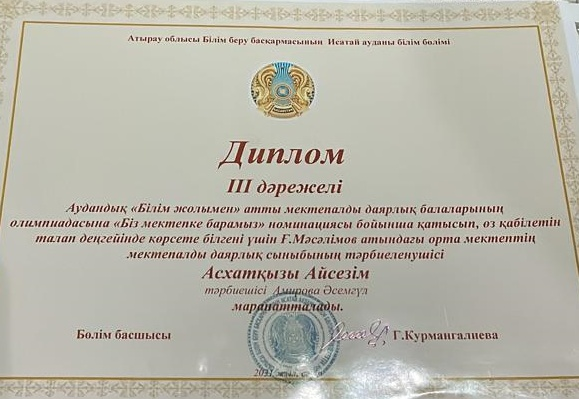 Атырау облысы Білім беру басқармасының Исатай ауданы білім бөлімі
Диплом
III дәрежелі
Аудандық «Білім жолымен» атты мектепалды даярлық балаларының
олимпиадасына «Біз мектепке барамыз» номинациясы бойынша қатысып, өз қабілетін
талап деңгейінде көрсете білгені үшін Ғ.Мәсәлімов атындағы орта мектептің
мектепалды даярлық сыныбының тәрбиеленушісі
Асхатқызы Айсезім
тәрбиешісі Амирова Әсемгүл
марапатталады.
Бөлім басшысы
Г.Курмангалиева